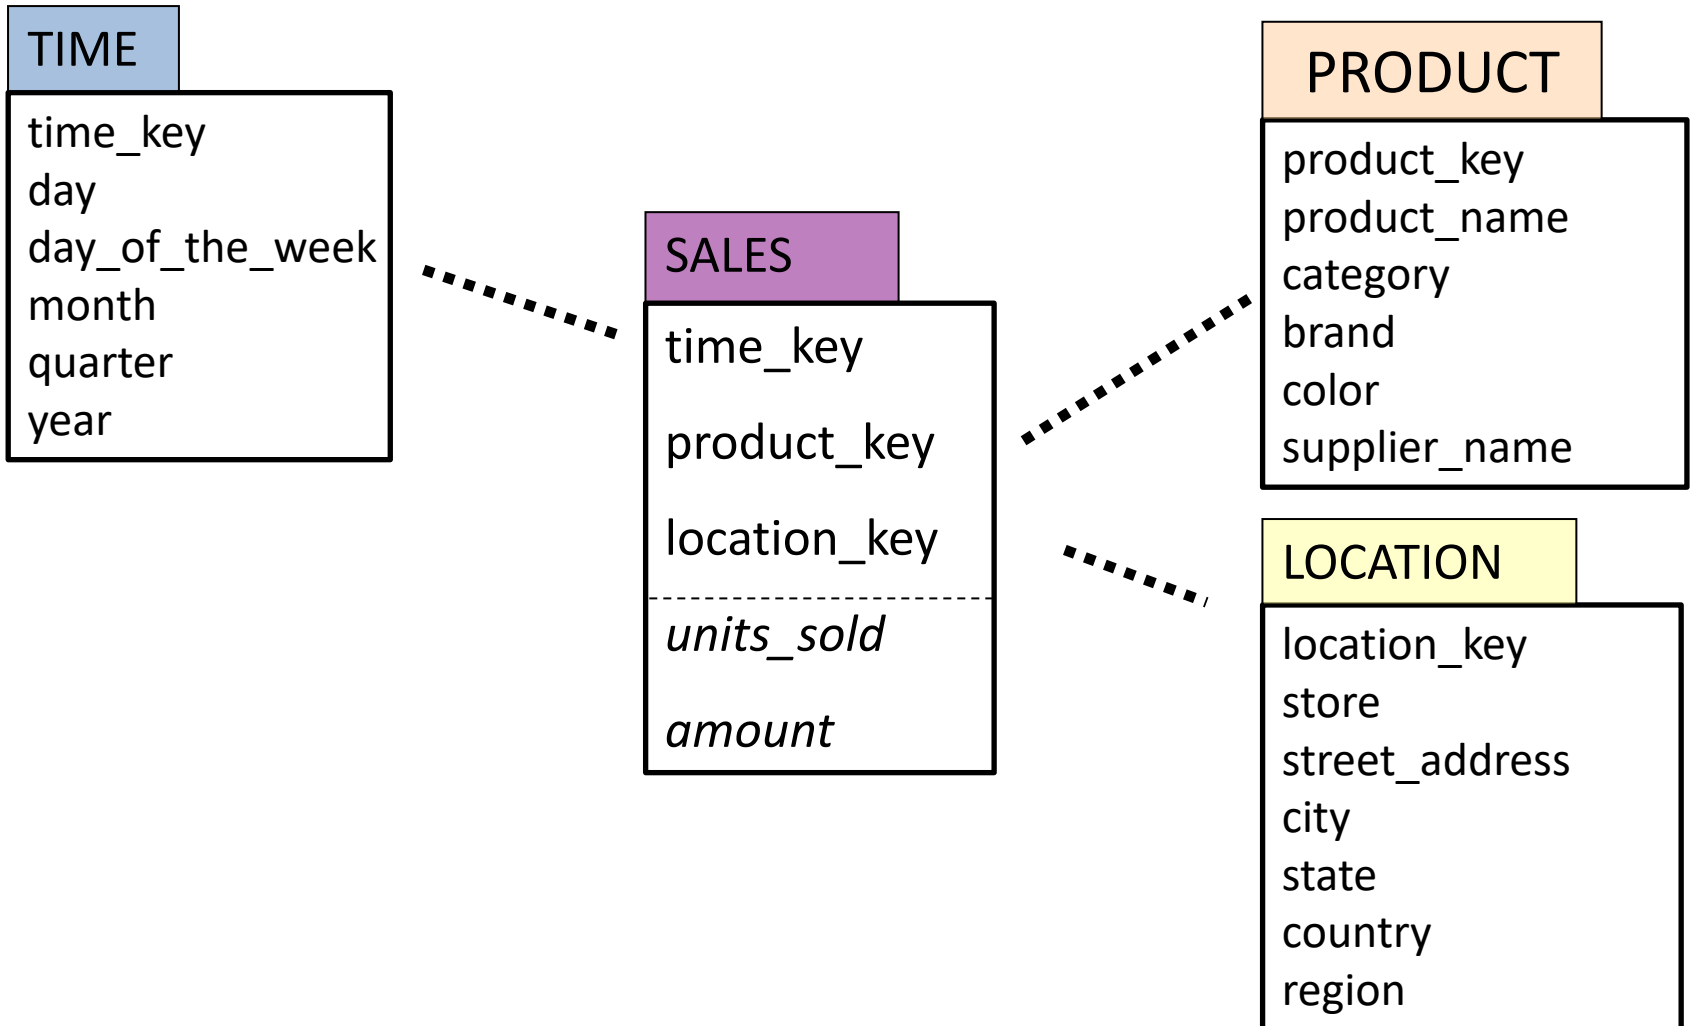 TIME
time_key
day
day_of_the_week
month
quarter
year
SALES
time_key
product_key
location_key
units_sold
amount
PRODUCT
product_key
product_name
category
brand
color
supplier_name
LOCATION
location_key
store
street_address
city
state
country
region